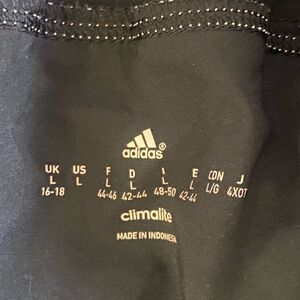 adidas®
UK US F D I E CDN J
L L L L L L L/G 4XOT
16-18 44-46 42-44 48-50 42-44
climalite
MADE IN INDONESIA